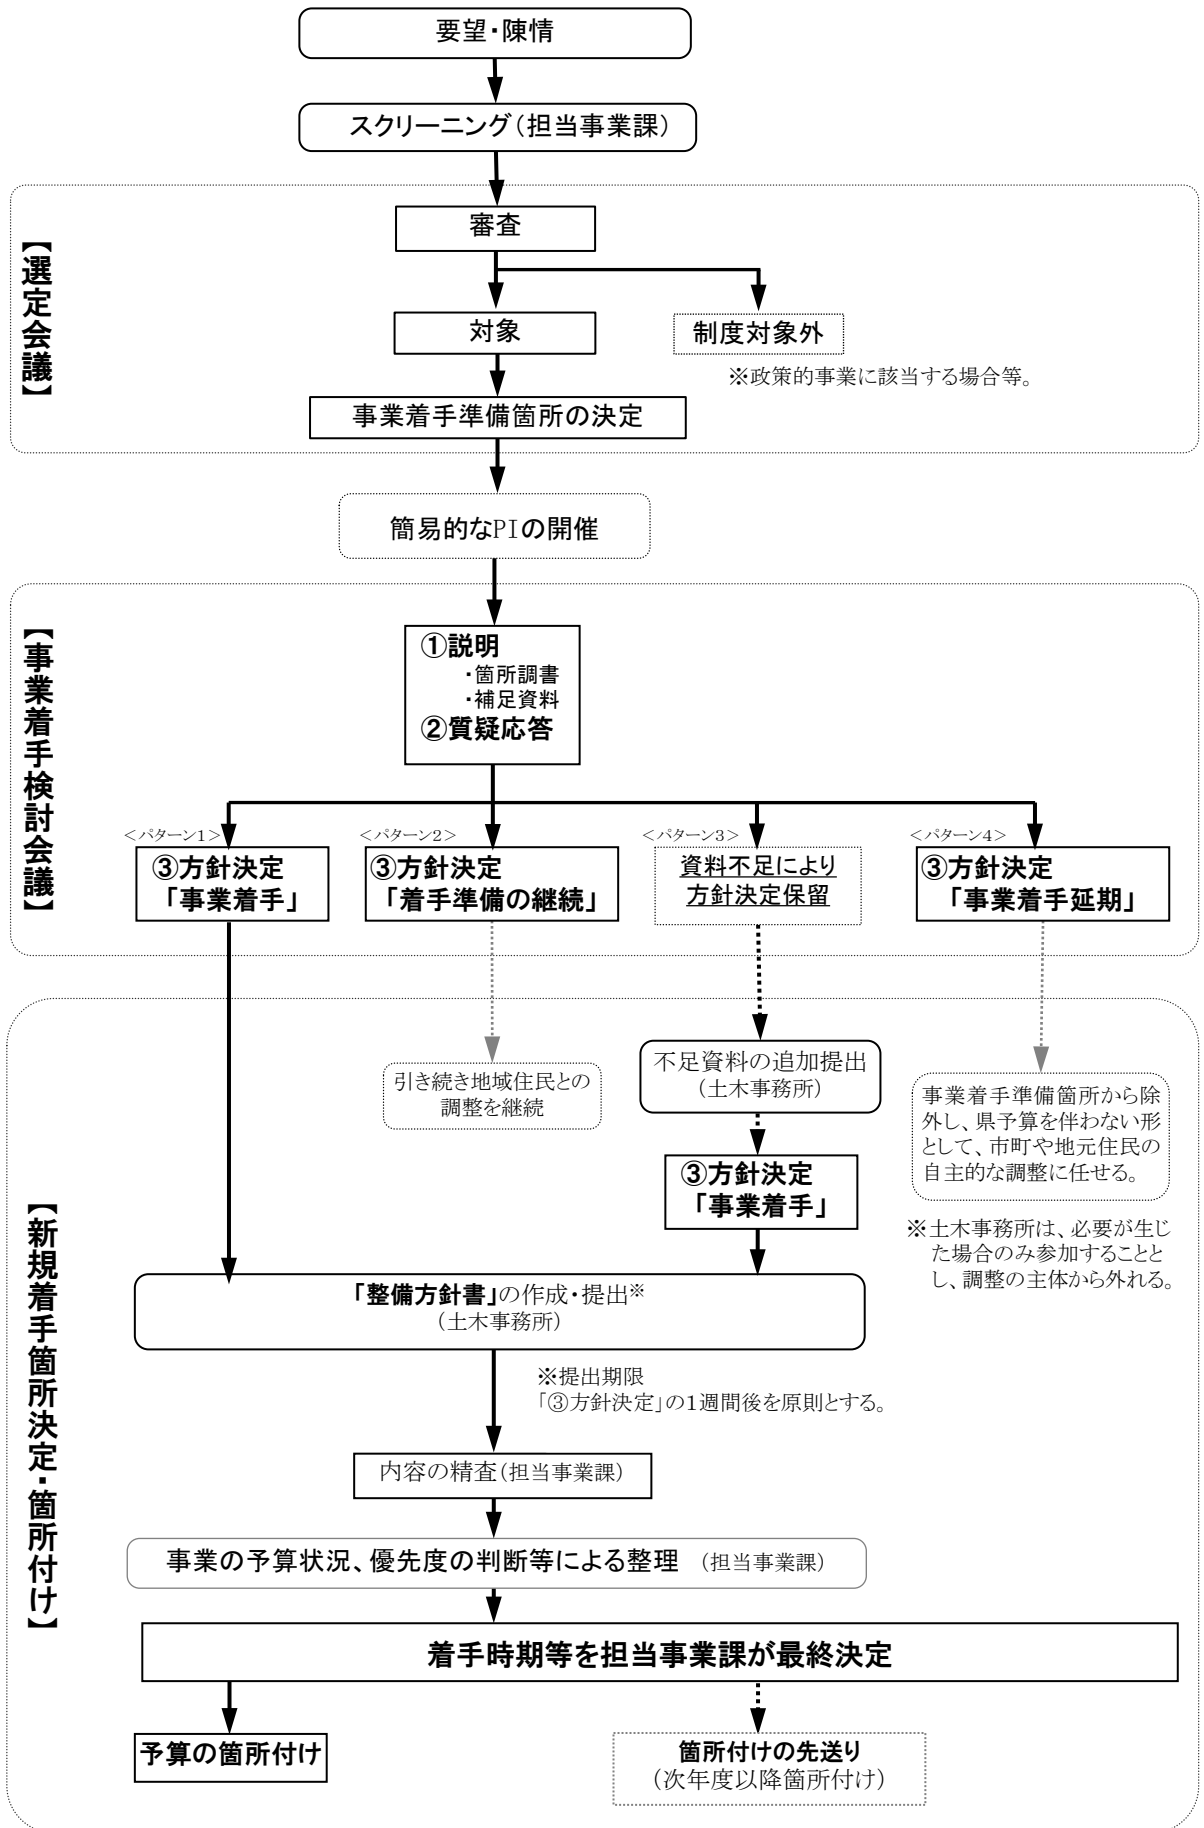 要望・陳情
スクリーニング（担当事業課）
【選定会議】
審査
対象
制度対象外
※政策的事業に該当する場合等。
事業着手準備箇所の決定
簡易的なPIの開催
【事業着手検討会議】
①説明
・箇所調書
・補足資料
②質疑応答
＜パターン１＞
③方針決定
「事業着手」
＜パターン２＞
③方針決定
「着手準備の継続」
＜パターン３＞
資料不足により
方針決定保留
＜パターン４＞
③方針決定
「事業着手延期」
【新規着手箇所決定・箇所付け】
引き続き地域住民との
調整を継続
不足資料の追加提出
（土木事務所）
③方針決定
「事業着手」
事業着手準備箇所から除
外し、県予算を伴わない形
として、市町や地元住民の
自主的な調整に任せる。
※土木事務所は、必要が生じ
た場合のみ参加することと
し、調整の主体から外れる。
「整備方針書」の作成・提出※
（土木事務所）
※提出期限
「③方針決定」の１週間後を原則とする。
内容の精査（担当事業課）
事業の予算状況、優先度の判断等による整理 （担当事業課）
着手時期等を担当事業課が最終決定
予算の箇所付け
箇所付けの先送り
（次年度以降箇所付け）